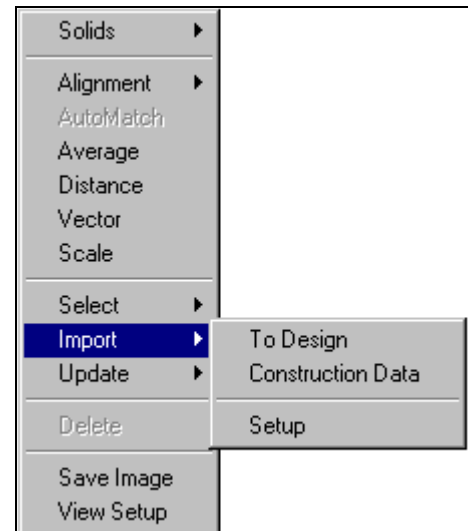 Solids
Alignment
AutoMatch
Average
Distance
Vector
Scale
Select
Import
Update
Delete
Save Image
View Setup
To Design
Construction Data
Setup